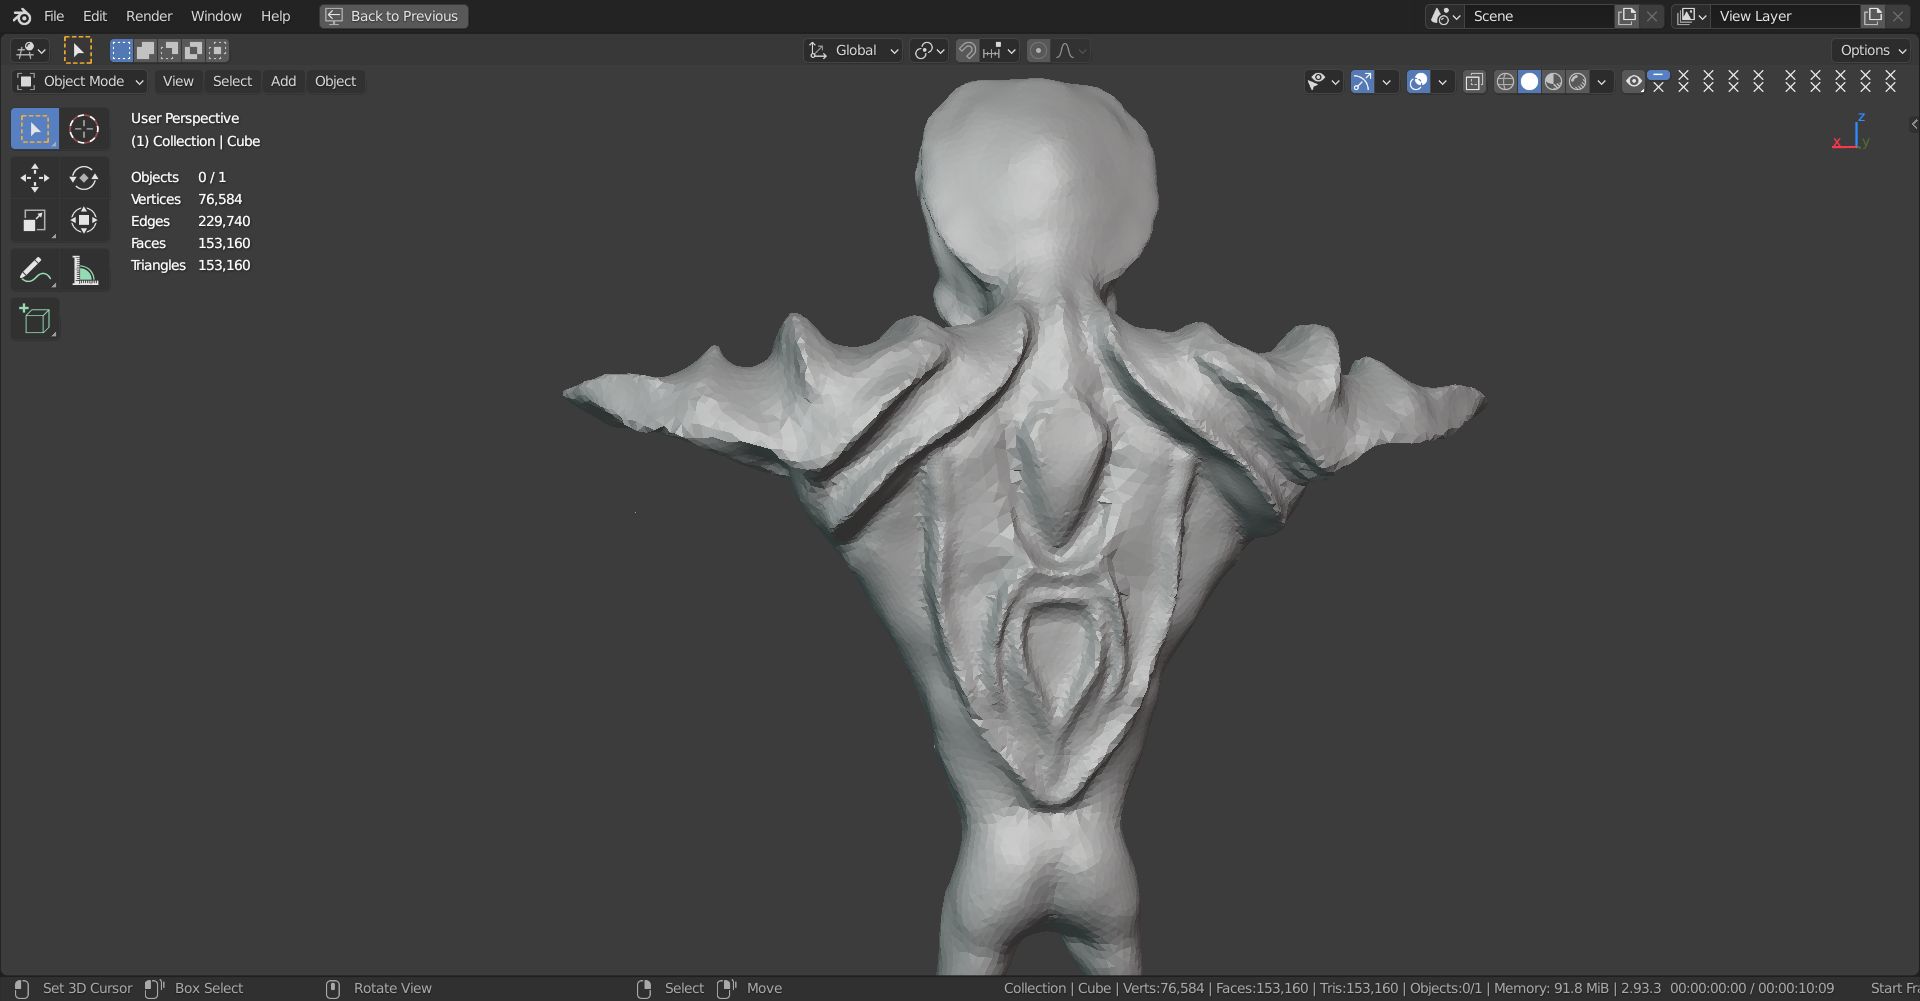 File Edit Render Window Help Back to Previous Scene View Layer
Global Options
Object Mode View Select Add Object
User Perspective
(1) Collection | Cube
Objects 0 / 1
Vertices 76,584
Edges 229,740
Faces 153,160
Triangles 153,160
Z
X Y
Set 3D Cursor Box Select Rotate View Select Move Collection | Cube | Verts:76,584 | Faces:153,160 | Tris:153,160 | Objects:0/1 | Memory: 91.8 MiB | 2.93.3 00:00:00:00 / 00:00:10:09 Start Fra